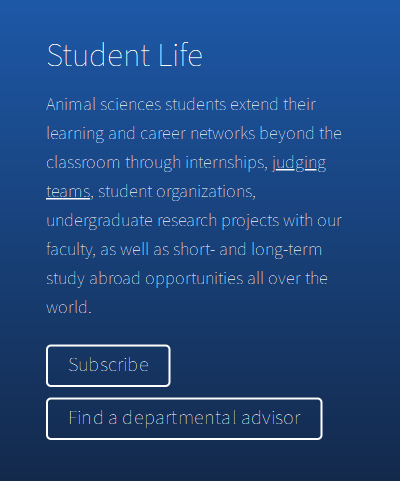 Student Life
Animal sciences students extend their
learning and career networks beyond the
classroom through internships, judging
teams, student organizations,
undergraduate research projects with our
faculty, as well as short- and long-term
study abroad opportunities all over the
world.
Subscribe
Find a departmental advisor